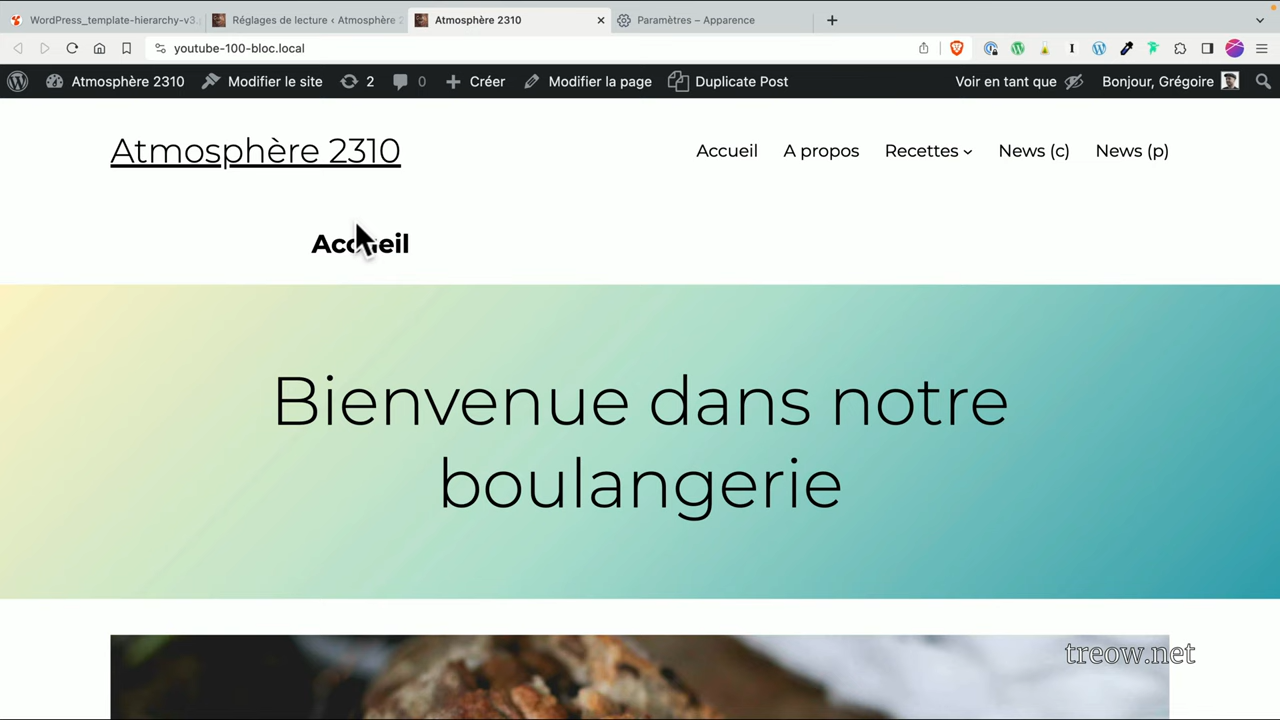 WordPress_template-hierarchy-v3.
Réglages de lecture ‹ Atmosphère 2
Atmosphère 2310
Paramètres – Apparence
youtube-100-bloc.local
Atmosphère 2310
Modifier le site
2
0
Créer
Modifier la page
Duplicate Post
Voir en tant que
Bonjour, Grégoire
Atmosphère 2310
Accueil
A propos
Recettes
News (c)
News (p)
Accueil
Bienvenue dans notre
boulangerie
treow.net